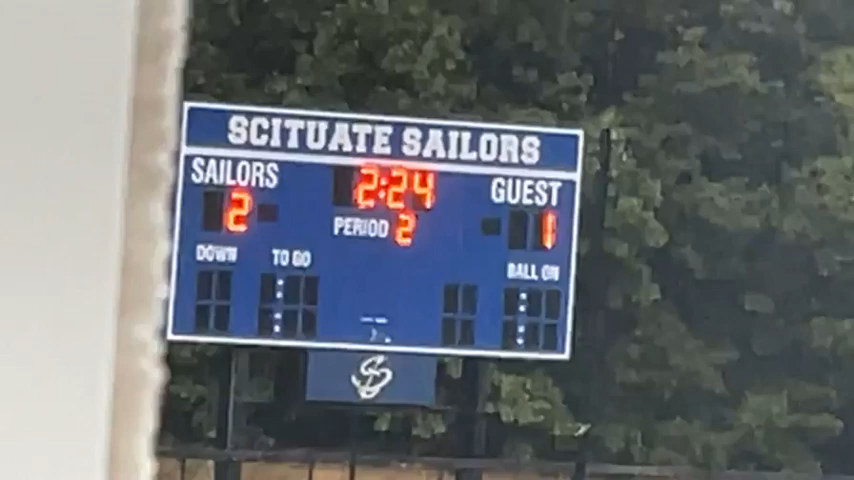 SCITUATE SAILORS
SAILORS 2:24 GUEST
2 PERIOD 2 1
DOWN TO GO BALL ON
S